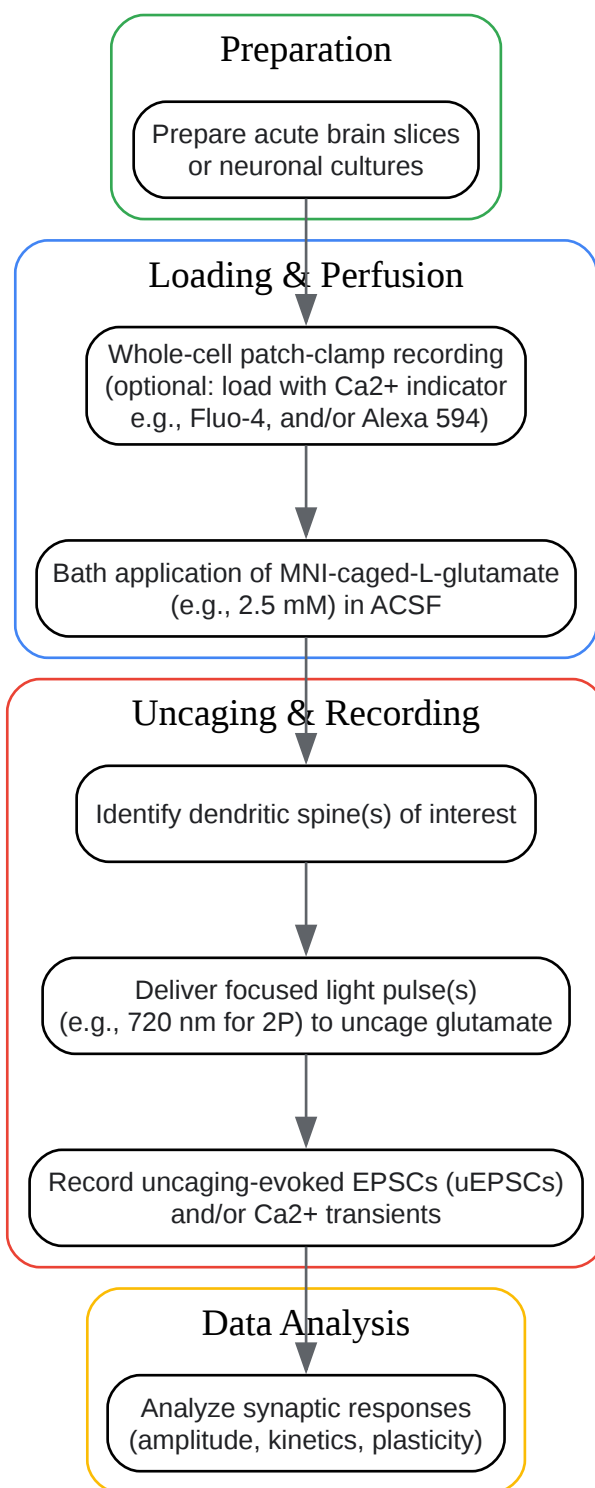 Preparation
Prepare acute brain slices
or neuronal cultures
Loading & Perfusion
Whole-cell patch-clamp recording
(optional: load with Ca2+ indicator
e.g., Fluo-4, and/or Alexa 594)
Bath application of MNI-caged-L-glutamate
(e.g., 2.5 mM) in ACSF
Uncaging & Recording
Identify dendritic spine(s) of interest
Deliver focused light pulse(s)
(e.g., 720 nm for 2P) to uncage glutamate
Record uncaging-evoked EPSCs (uEPSCs)
and/or Ca2+ transients
Data Analysis
Analyze synaptic responses
(amplitude, kinetics, plasticity)